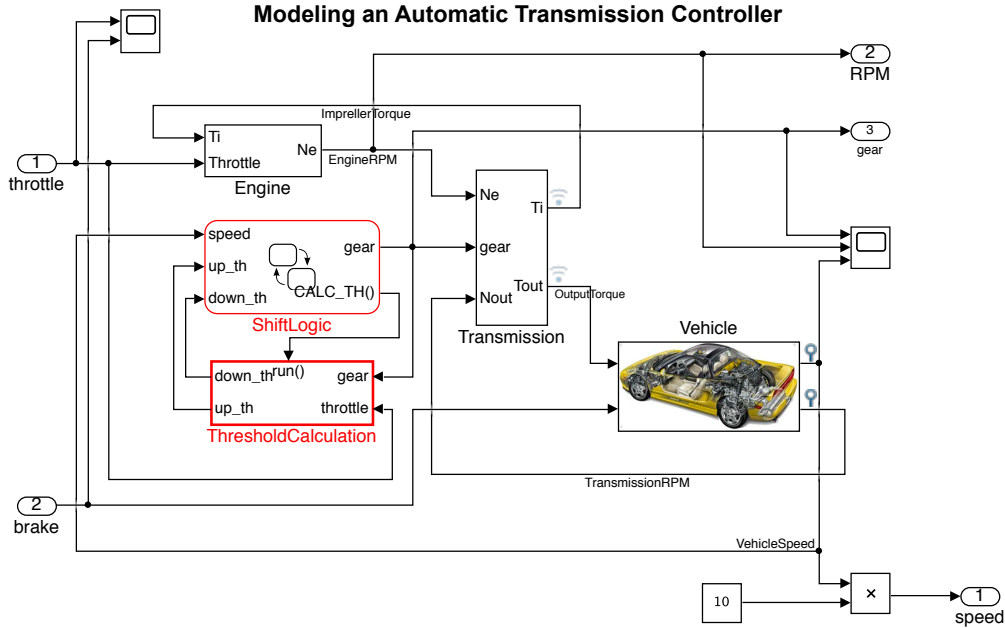 Modeling an Automatic Transmission Controller
2
RPM
ImprellerTorque
3
gear
Ti
Throttle
Ne
Engine
EngineRPM
1
throttle
Ne
gear
Nout
Ti
Tout
Transmission
OutputTorque
speed
up_th
down_th
gear
CALC_TH()
ShiftLogic
Vehicle
run()
down_th
up_th
gear
throttle
ThresholdCalculation
TransmissionRPM
2
brake
VehicleSpeed
10
×
1
speed